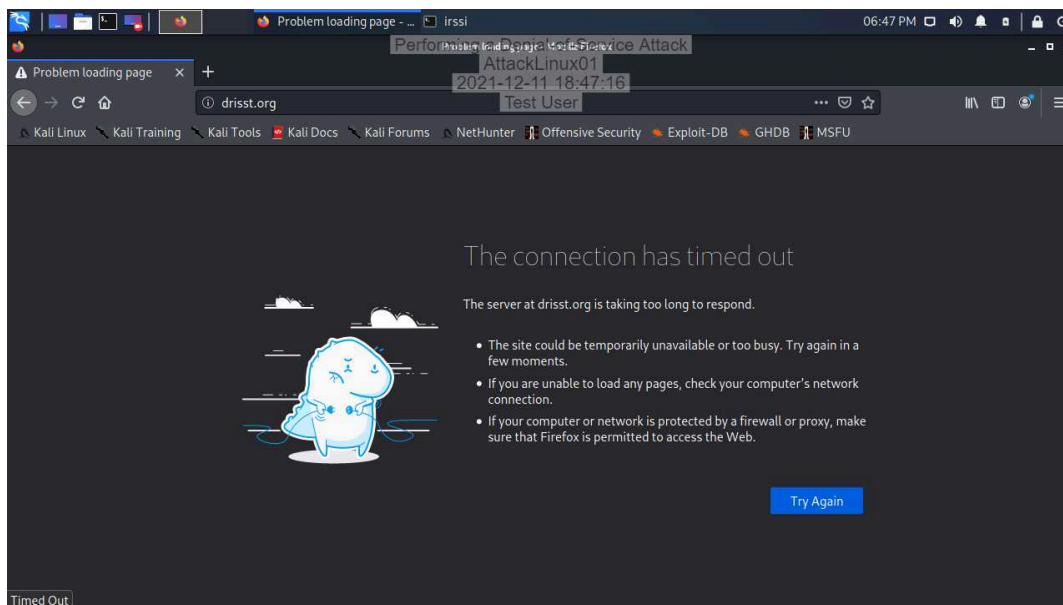 Problem loading page - ... irssi 06:47 PM
Performing a Denial of Service Attack
Problem loading page - Mozilla Firefox
AttackLinux01
2021-12-11 18:47:16
Test User
Problem loading page
drisst.org
Kali Linux Kali Training Kali Tools Kali Docs Kali Forums NetHunter Offensive Security Exploit-DB GHDB MSFU
The connection has timed out
The server at drisst.org is taking too long to respond.
The site could be temporarily unavailable or too busy. Try again in a
few moments.
If you are unable to load any pages, check your computer's network
connection.
If your computer or network is protected by a firewall or proxy, make
sure that Firefox is permitted to access the Web.
Try Again
Timed Out